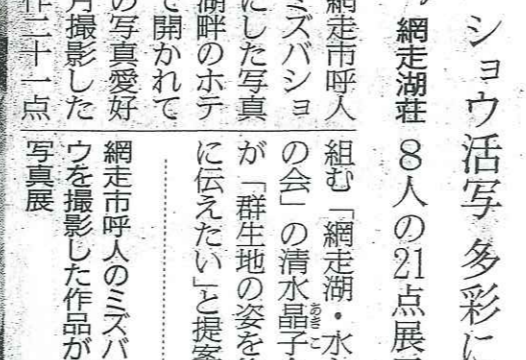 ショウ活写 多彩に
網走湖荘 8人の21点展
網走市呼人
ミズバショ
にした写真
湖畔のホテ
で開かれて
の写真愛好
月撮影した
作二十一点
組む「網走湖・水
の会」の清水晶子
あきこ
が「群生地の姿を
に伝えたい」と提案
網走市呼人のミズバ
ウを撮影した作品が
写真展